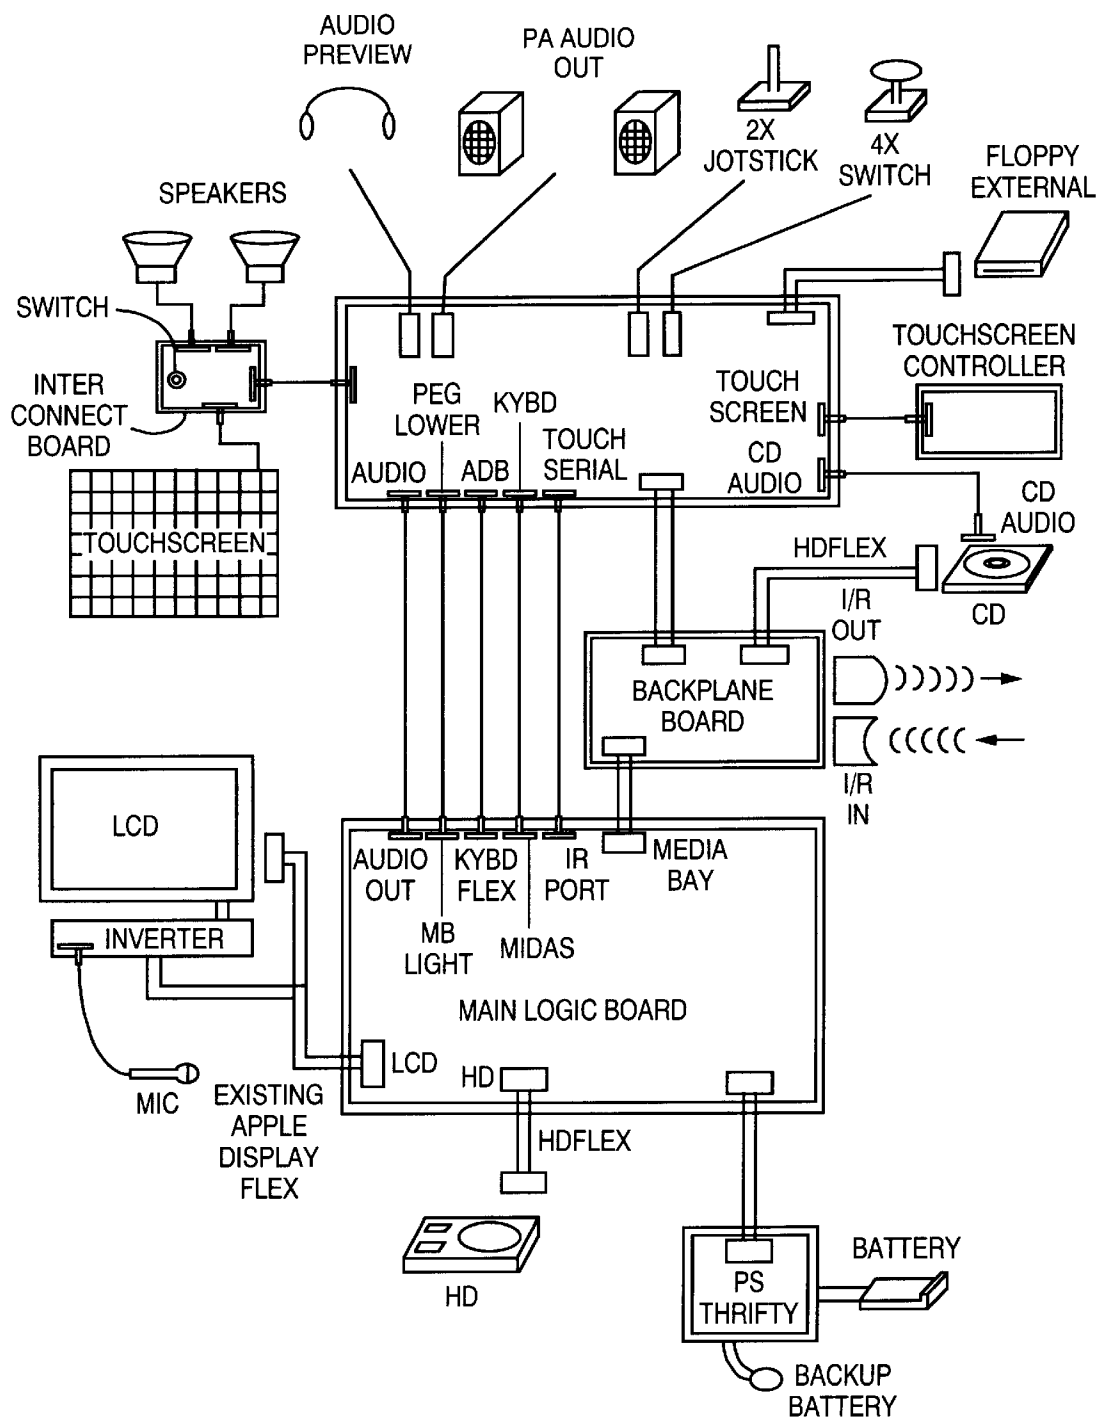 AUDIO
PREVIEW
PA AUDIO
OUT
2X
JOTSTICK
4X
SWITCH
FLOPPY
EXTERNAL
SPEAKERS
SWITCH
INTER
CONNECT
BOARD
TOUCHSCREEN
CONTROLLER
PEG
LOWER
KYBD
TOUCH
SCREEN
AUDIO
ADB
TOUCH
SERIAL
CD
AUDIO
CD
AUDIO
TOUCHSCREEN
HDFLEX
CD
I/R
OUT
BACKPLANE
BOARD
I/R
IN
LCD
INVERTER
MIC
AUDIO
OUT
KYBD
FLEX
IR
PORT
MEDIA
BAY
MB
LIGHT
MIDAS
MAIN LOGIC BOARD
LCD
HD
EXISTING
APPLE
DISPLAY
FLEX
HDFLEX
HD
PS
THRIFTY
BATTERY
BACKUP
BATTERY